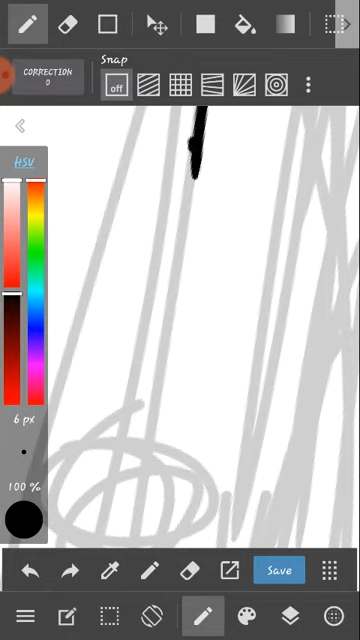 Snap
CORRECTION
0
off
HSV
6 px
100 %
Save